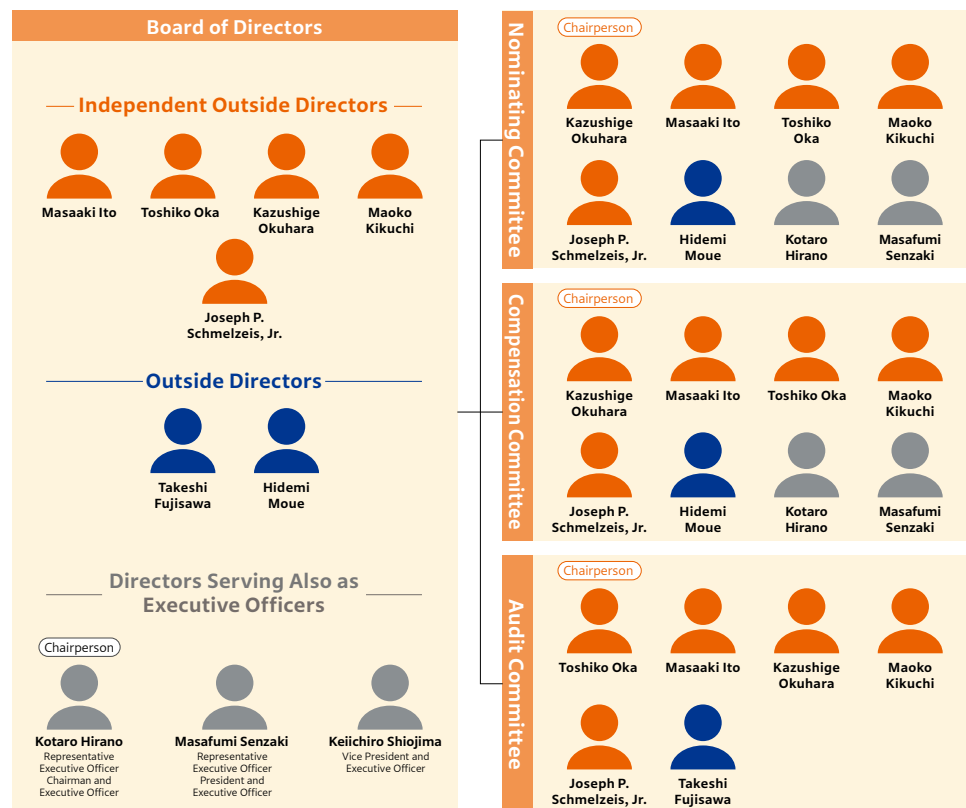 Board of Directors
Independent Outside Directors
Masaaki Ito
Toshiko Oka
Kazushige
Okuhara
Maoko
Kikuchi
Joseph P.
Schmelzeis, Jr.
Outside Directors
Takeshi
Fujisawa
Hidemi
Moue
Directors Serving Also as
Executive Officers
Chairperson
Kotaro Hirano
Representative
Executive Officer
Chairman and
Executive Officer
Masafumi Senzaki
Representative
Executive Officer
President and
Executive Officer
Keiichiro Shiojima
Vice President and
Executive Officer
Nominating Committee
Chairperson
Kazushige
Okuhara
Masaaki Ito
Toshiko
Oka
Maoko
Kikuchi
Joseph P.
Schmelzeis, Jr.
Hidemi
Moue
Kotaro
Hirano
Masafumi
Senzaki
Compensation Committee
Chairperson
Kazushige
Okuhara
Masaaki Ito
Toshiko Oka
Maoko
Kikuchi
Joseph P.
Schmelzeis, Jr.
Hidemi
Moue
Kotaro
Hirano
Masafumi
Senzaki
Audit Committee
Chairperson
Toshiko Oka
Masaaki Ito
Kazushige
Okuhara
Maoko
Kikuchi
Joseph P.
Schmelzeis, Jr.
Takeshi
Fujisawa